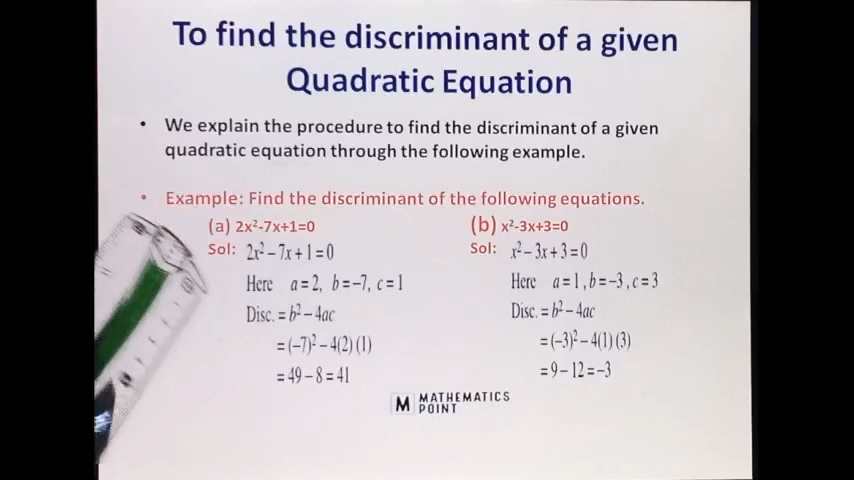 To find the discriminant of a given
Quadratic Equation
• We explain the procedure to find the discriminant of a given
quadratic equation through the following example.
• Example: Find the discriminant of the following equations.
(a) 2x²-7x+1=0
Sol: 2x² – 7x + 1 = 0
Here a = 2, b = –7, c = 1
Disc. = b² – 4ac
= (–7)² – 4(2)(1)
= 49 – 8 = 41
(b) x²-3x+3=0
Sol: x² – 3x + 3 = 0
Here a = 1, b = –3, c = 3
Disc. = b² – 4ac
= (–3)² – 4(1)(3)
= 9 – 12 = –3
M MATHEMATICS
POINT